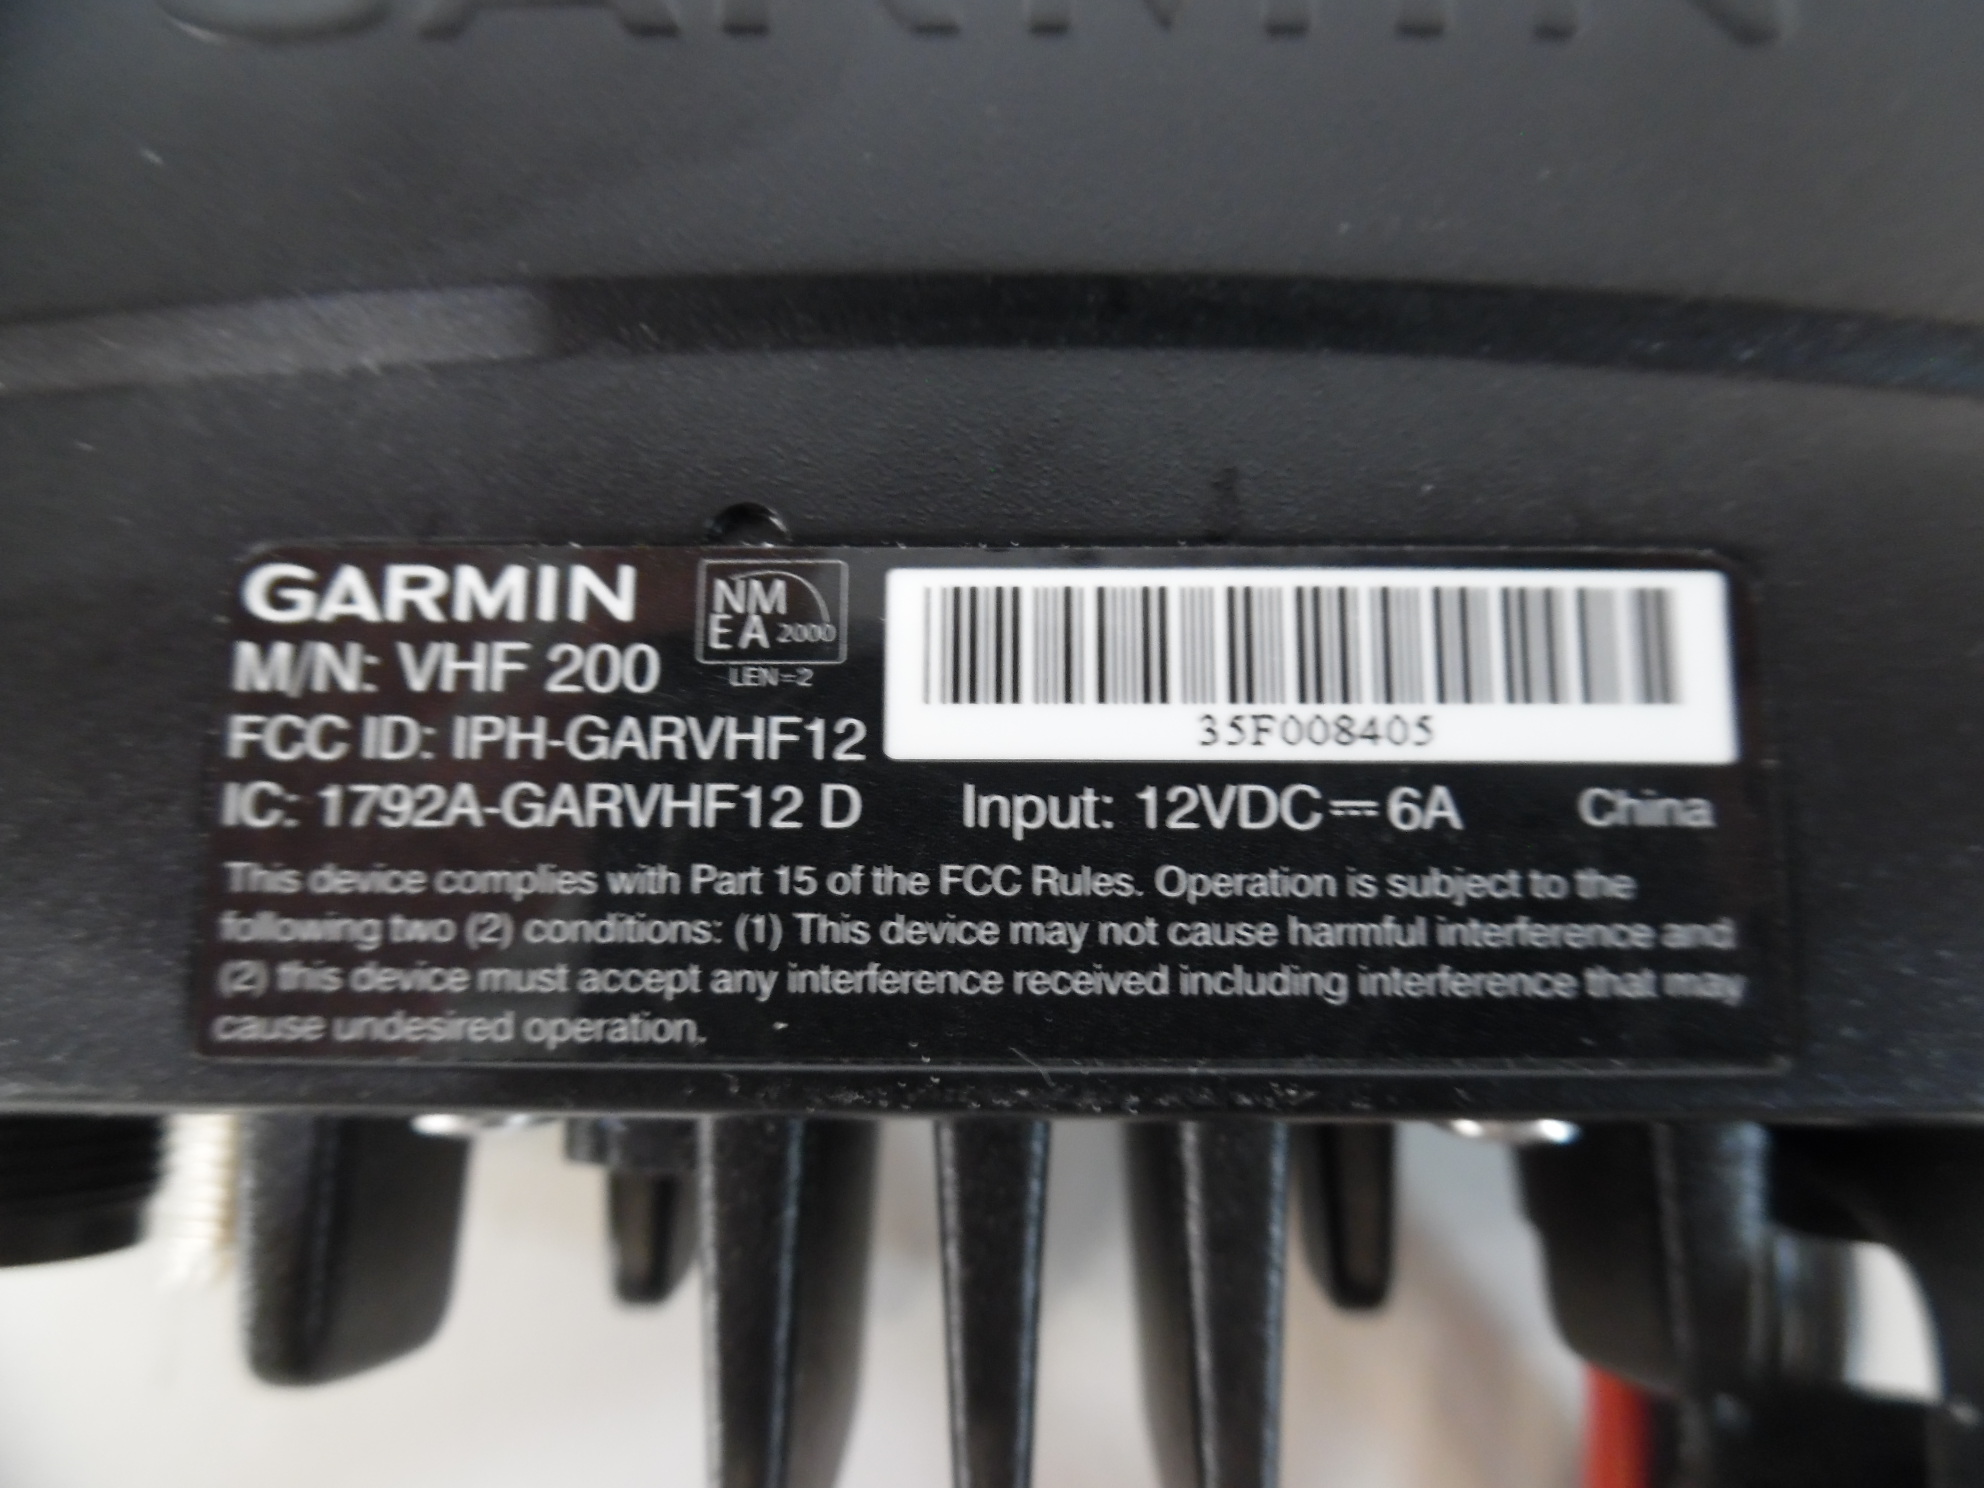 GARMIN
GARMIN
NM
EA 2000
LEN=2
M/N: VHF 200
FCC ID: IPH-GARVHF12
IC: 1792A-GARVHF12 D
35F008405
Input: 12VDC⎓6A
China
This device complies with Part 15 of the FCC Rules. Operation is subject to the
following two (2) conditions: (1) This device may not cause harmful interference and
(2) this device must accept any interference received including interference that may
cause undesired operation.